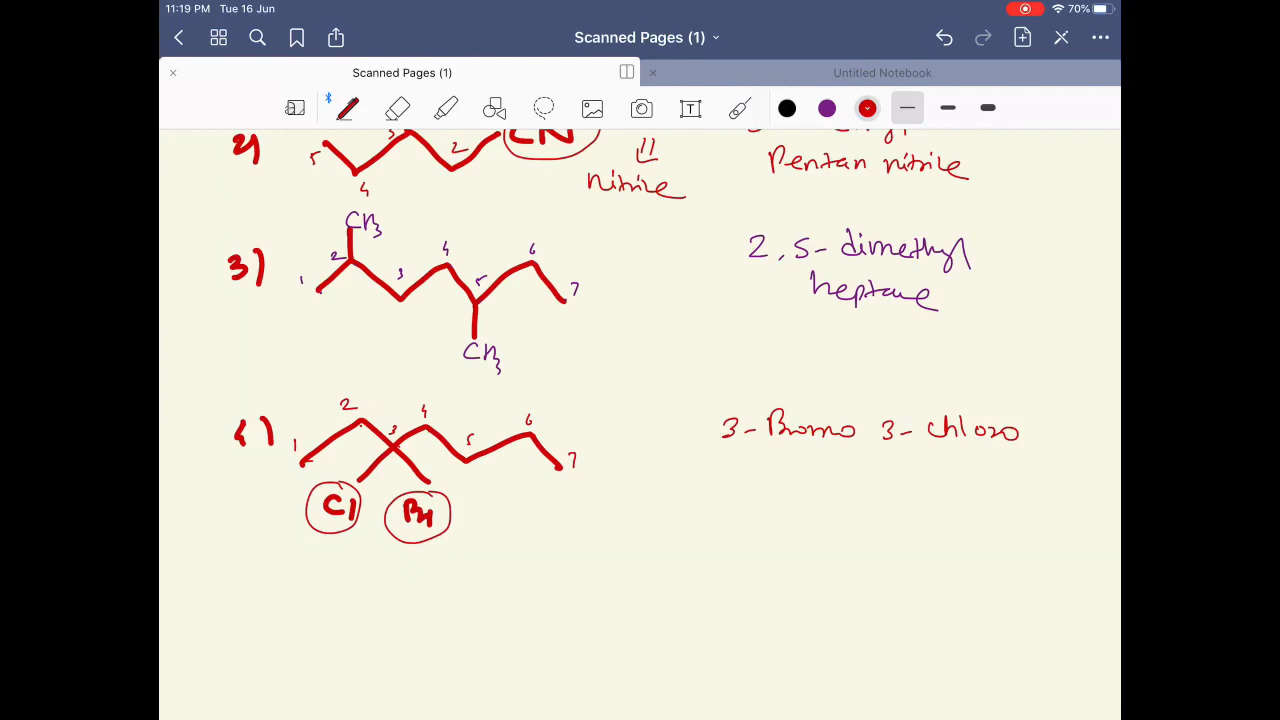 11:19 PM Tue 16 Jun
70%
Scanned Pages (1)
Scanned Pages (1)
Untitled Notebook
T
2)
5
4
3
2
CN
Nitrile
Pentan nitrile
3)
CH3
1
2
3
4
5
6
7
CH3
2,5-dimethyl
heptane
4)
1
2
3
4
5
6
7
Cl
Br
3-Bromo 3-chloro